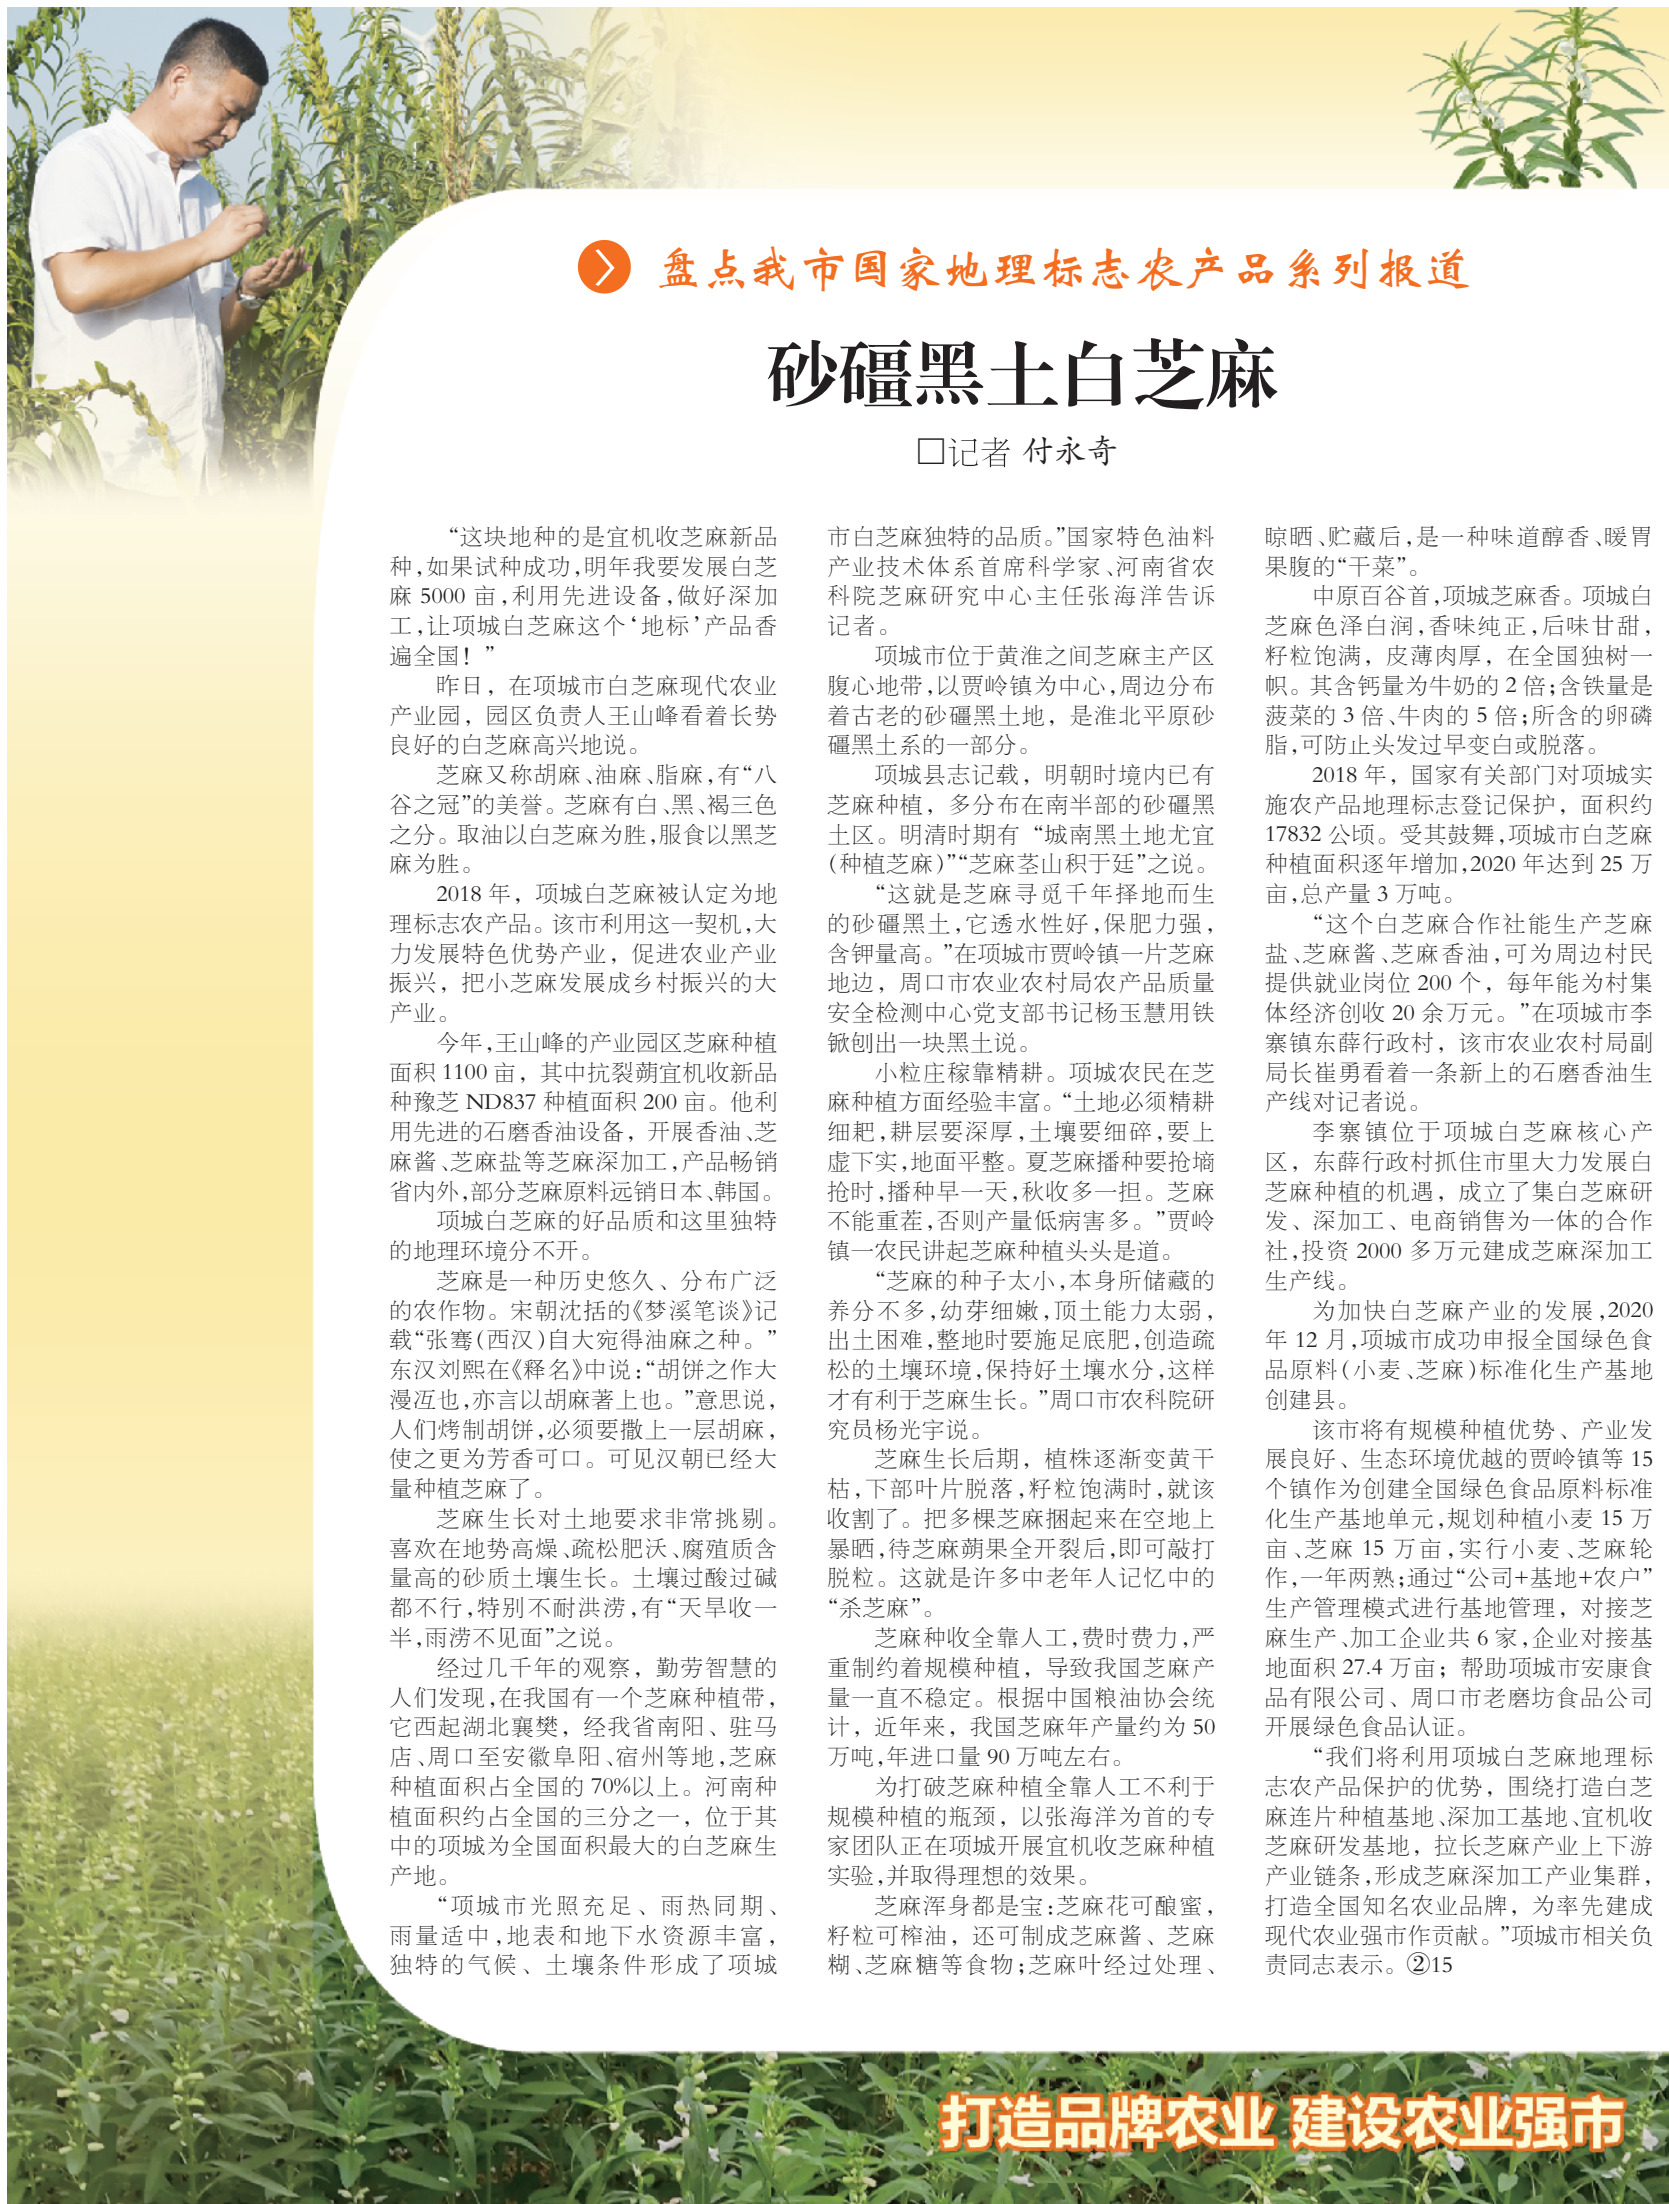 盘点我市国家地理标志农产品系列报道
砂礓黑土白芝麻
□记者 付永奇
“这块地种的是宜机收芝麻新品
种,如果试种成功,明年我要发展白芝
麻 5000 亩,利用先进设备,做好深加
工,让项城白芝麻这个‘地标’产品香
遍全国！”
昨日，在项城市白芝麻现代农业
产业园，园区负责人王山峰看着长势
良好的白芝麻高兴地说。
芝麻又称胡麻、油麻、脂麻,有“八
谷之冠”的美誉。芝麻有白、黑、褐三色
之分。取油以白芝麻为胜,服食以黑芝
麻为胜。
2018 年，项城白芝麻被认定为地
理标志农产品。该市利用这一契机,大
力发展特色优势产业，促进农业产业
振兴，把小芝麻发展成乡村振兴的大
产业。
今年,王山峰的产业园区芝麻种植
面积 1100 亩，其中抗裂蒴宜机收新品
种豫芝 ND837 种植面积 200 亩。他利
用先进的石磨香油设备，开展香油、芝
麻酱、芝麻盐等芝麻深加工,产品畅销
省内外,部分芝麻原料远销日本、韩国。
项城白芝麻的好品质和这里独特
的地理环境分不开。
芝麻是一种历史悠久、分布广泛
的农作物。宋朝沈括的《梦溪笔谈》记
载“张骞(西汉)自大宛得油麻之种。”
东汉刘熙在《释名》中说:“胡饼之作大
漫冱也,亦言以胡麻著上也。”意思说,
人们烤制胡饼,必须要撒上一层胡麻,
使之更为芳香可口。可见汉朝已经大
量种植芝麻了。
芝麻生长对土地要求非常挑剔。
喜欢在地势高燥、疏松肥沃、腐殖质含
量高的砂质土壤生长。土壤过酸过碱
都不行,特别不耐洪涝,有“天旱收一
半,雨涝不见面”之说。
经过几千年的观察，勤劳智慧的
人们发现,在我国有一个芝麻种植带,
它西起湖北襄樊，经我省南阳、驻马
店、周口至安徽阜阳、宿州等地,芝麻
种植面积占全国的 70%以上。河南种
植面积约占全国的三分之一，位于其
中的项城为全国面积最大的白芝麻生
产地。
“项城市光照充足、雨热同期、
雨量适中,地表和地下水资源丰富,
独特的气候、土壤条件形成了项城
市白芝麻独特的品质。”国家特色油料
产业技术体系首席科学家、河南省农
科院芝麻研究中心主任张海洋告诉
记者。
项城市位于黄淮之间芝麻主产区
腹心地带,以贾岭镇为中心,周边分布
着古老的砂礓黑土地，是淮北平原砂
礓黑土系的一部分。
项城县志记载，明朝时境内已有
芝麻种植，多分布在南半部的砂礓黑
土区。明清时期有“城南黑土地尤宜
(种植芝麻)”“芝麻茎山积于廷”之说。
“这就是芝麻寻觅千年择地而生
的砂礓黑土,它透水性好,保肥力强,
含钾量高。”在项城市贾岭镇一片芝麻
地边，周口市农业农村局农产品质量
安全检测中心党支部书记杨玉慧用铁
锨刨出一块黑土说。
小粒庄稼靠精耕。项城农民在芝
麻种植方面经验丰富。“土地必须精耕
细耙,耕层要深厚,土壤要细碎,要上
虚下实,地面平整。夏芝麻播种要抢墒
抢时,播种早一天,秋收多一担。芝麻
不能重茬,否则产量低病害多。”贾岭
镇一农民讲起芝麻种植头头是道。
“芝麻的种子太小,本身所储藏的
养分不多,幼芽细嫩,顶土能力太弱,
出土困难,整地时要施足底肥,创造疏
松的土壤环境,保持好土壤水分,这样
才有利于芝麻生长。”周口市农科院研
究员杨光宇说。
芝麻生长后期，植株逐渐变黄干
枯,下部叶片脱落,籽粒饱满时,就该
收割了。把多棵芝麻捆起来在空地上
暴晒,待芝麻蒴果全开裂后,即可敲打
脱粒。这就是许多中老年人记忆中的
“杀芝麻”。
芝麻种收全靠人工,费时费力,严
重制约着规模种植，导致我国芝麻产
量一直不稳定。根据中国粮油协会统
计，近年来，我国芝麻年产量约为 50
万吨,年进口量 90 万吨左右。
为打破芝麻种植全靠人工不利于
规模种植的瓶颈，以张海洋为首的专
家团队正在项城开展宜机收芝麻种植
实验,并取得理想的效果。
芝麻浑身都是宝:芝麻花可酿蜜,
籽粒可榨油，还可制成芝麻酱、芝麻
糊、芝麻糖等食物;芝麻叶经过处理、
晾晒、贮藏后,是一种味道醇香、暖胃
果腹的“干菜”。
中原百谷首,项城芝麻香。项城白
芝麻色泽白润,香味纯正,后味甘甜,
籽粒饱满，皮薄肉厚，在全国独树一
帜。其含钙量为牛奶的 2 倍;含铁量是
菠菜的 3 倍、牛肉的 5 倍;所含的卵磷
脂,可防止头发过早变白或脱落。
2018 年，国家有关部门对项城实
施农产品地理标志登记保护，面积约
17832 公顷。受其鼓舞,项城市白芝麻
种植面积逐年增加,2020 年达到 25 万
亩,总产量 3 万吨。
“这个白芝麻合作社能生产芝麻
盐、芝麻酱、芝麻香油,可为周边村民
提供就业岗位 200 个，每年能为村集
体经济创收 20 余万元。”在项城市李
寨镇东薛行政村，该市农业农村局副
局长崔勇看着一条新上的石磨香油生
产线对记者说。
李寨镇位于项城白芝麻核心产
区，东薛行政村抓住市里大力发展白
芝麻种植的机遇，成立了集白芝麻研
发、深加工、电商销售为一体的合作
社,投资 2000 多万元建成芝麻深加工
生产线。
为加快白芝麻产业的发展,2020
年 12 月,项城市成功申报全国绿色食
品原料(小麦、芝麻)标准化生产基地
创建县。
该市将有规模种植优势、产业发
展良好、生态环境优越的贾岭镇等 15
个镇作为创建全国绿色食品原料标准
化生产基地单元,规划种植小麦 15 万
亩、芝麻 15 万亩,实行小麦、芝麻轮
作,一年两熟;通过“公司+基地+农户”
生产管理模式进行基地管理，对接芝
麻生产、加工企业共 6 家,企业对接基
地面积 27.4 万亩；帮助项城市安康食
品有限公司、周口市老磨坊食品公司
开展绿色食品认证。
“我们将利用项城白芝麻地理标
志农产品保护的优势，围绕打造白芝
麻连片种植基地、深加工基地、宜机收
芝麻研发基地，拉长芝麻产业上下游
产业链条,形成芝麻深加工产业集群,
打造全国知名农业品牌，为率先建成
现代农业强市作贡献。”项城市相关负
责同志表示。②15
打造品牌农业 建设农业强市